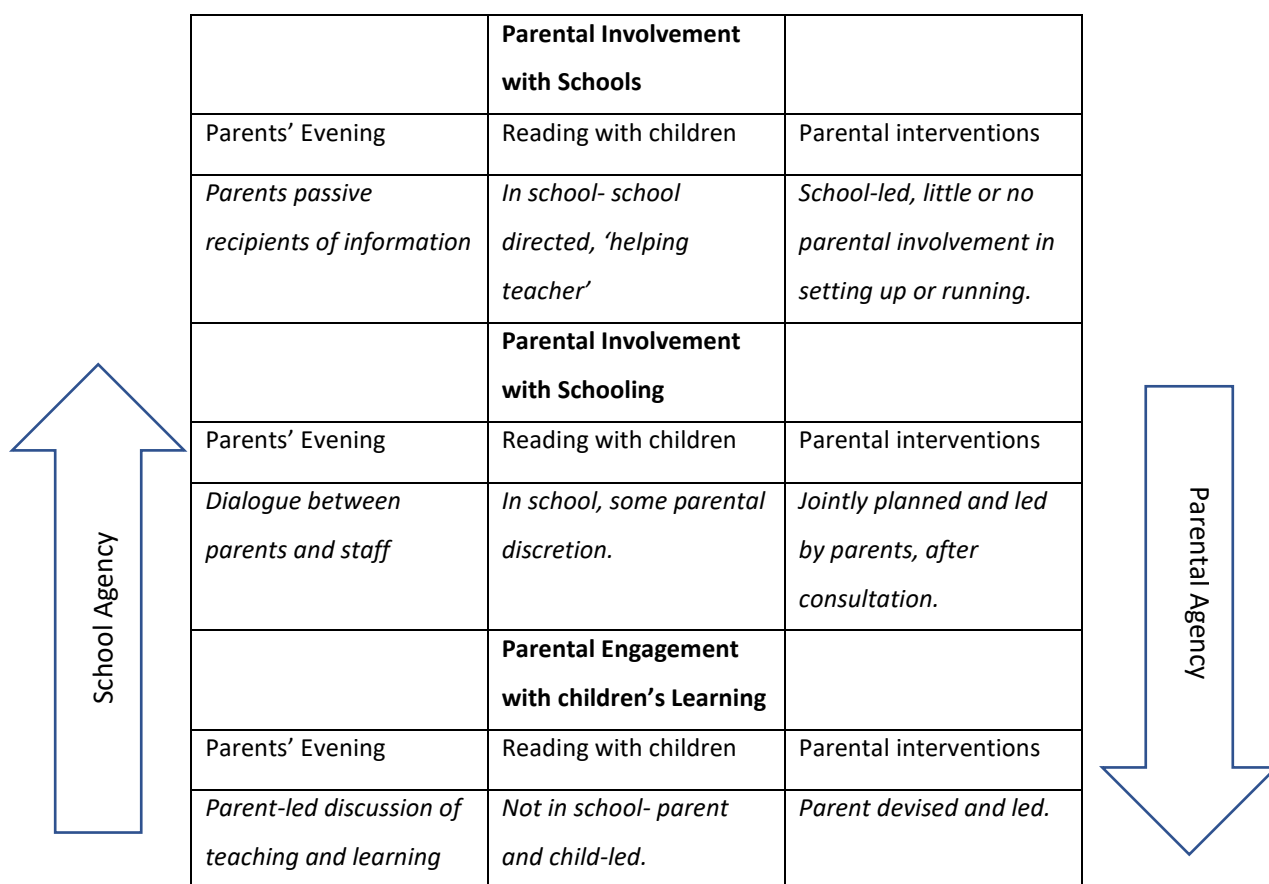 Parental Involvement
with Schools
Parents’ Evening
Reading with children
Parental interventions
Parents passive
recipients of information
In school- school
directed, ‘helping
teacher’
School-led, little or no
parental involvement in
setting up or running.
Parental Involvement
with Schooling
Parents’ Evening
Reading with children
Parental interventions
Dialogue between
parents and staff
In school, some parental
discretion.
Jointly planned and led
by parents, after
consultation.
Parental Engagement
with children’s Learning
Parents’ Evening
Reading with children
Parental interventions
Parent-led discussion of
teaching and learning
Not in school- parent
and child-led.
Parent devised and led.
School Agency
Parental Agency